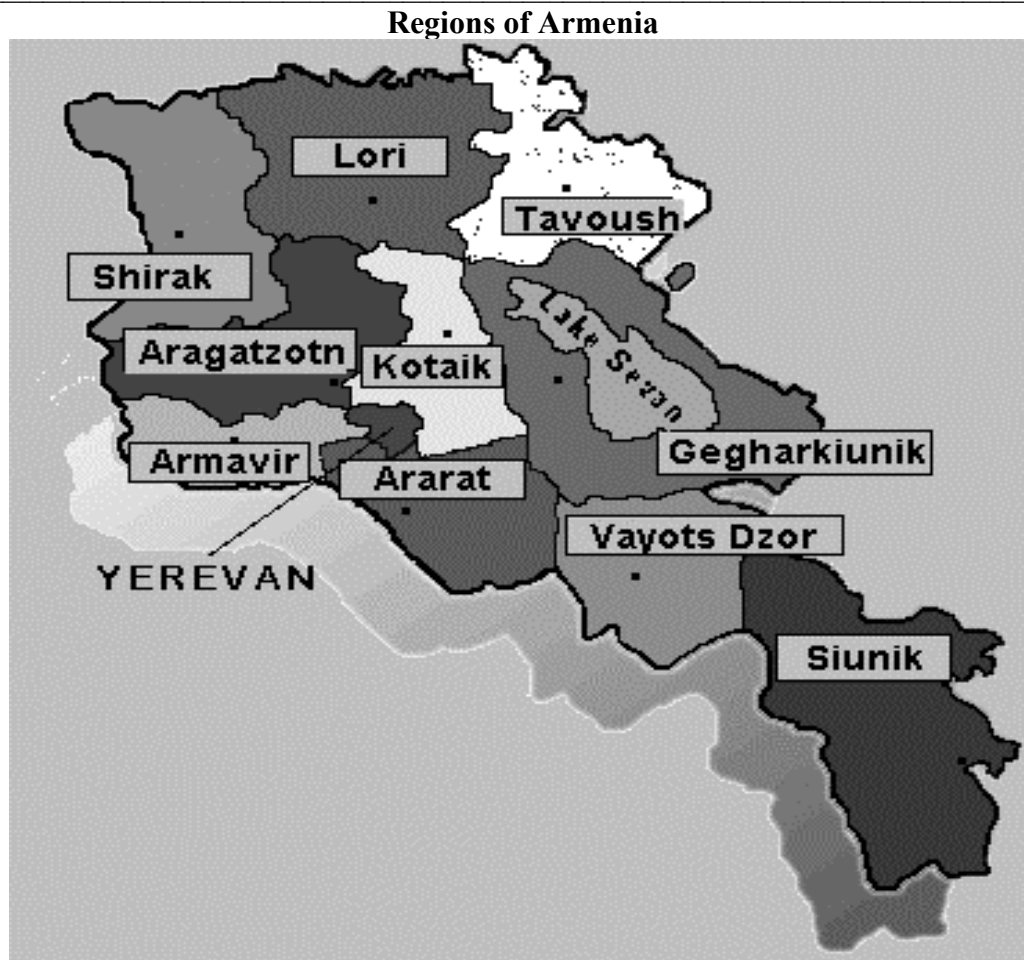 Regions of Armenia
Lori
Tavoush
Shirak
Lake Sevan
Aragatzotn
Kotaik
Gegharkiunik
Armavir
Ararat
Vayots Dzor
YEREVAN
Siunik